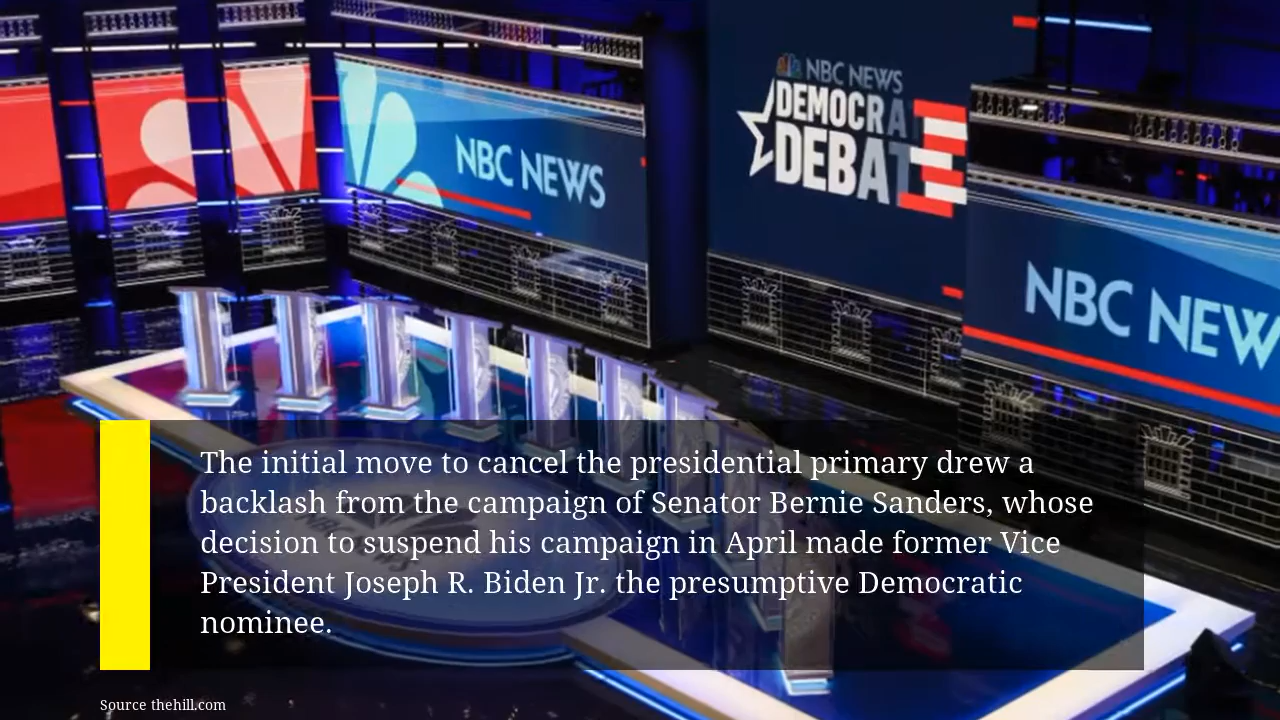 NBC NEWS
DEMOCRA
DEBAT
NBC NEWS
NBC NEW
The initial move to cancel the presidential primary drew a
backlash from the campaign of Senator Bernie Sanders, whose
decision to suspend his campaign in April made former Vice
President Joseph R. Biden Jr. the presumptive Democratic
nominee.
Source thehill.com